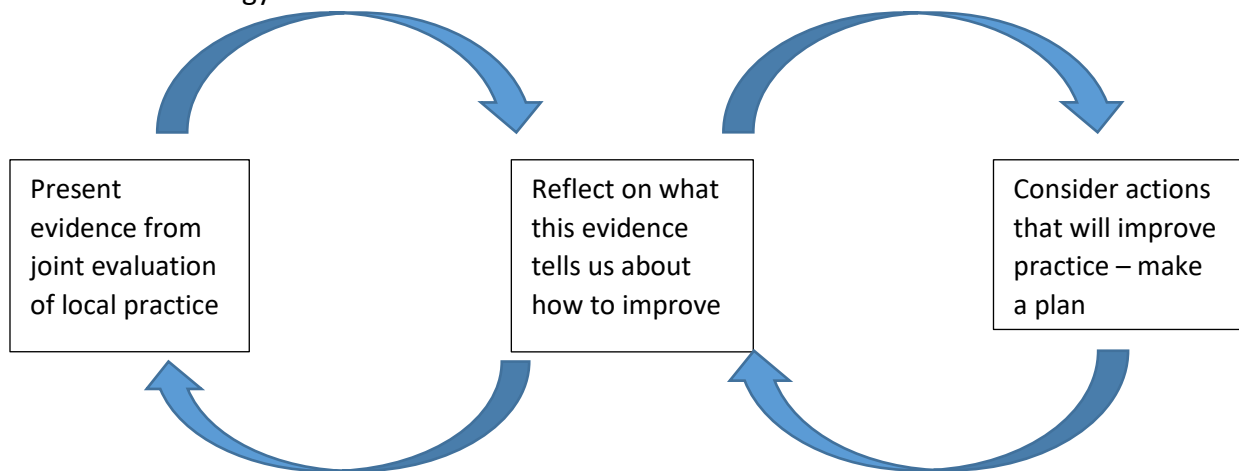 Present
evidence from
joint evaluation
of local practice
Reflect on what
this evidence
tells us about
how to improve
Consider actions
that will improve
practice – make
a plan